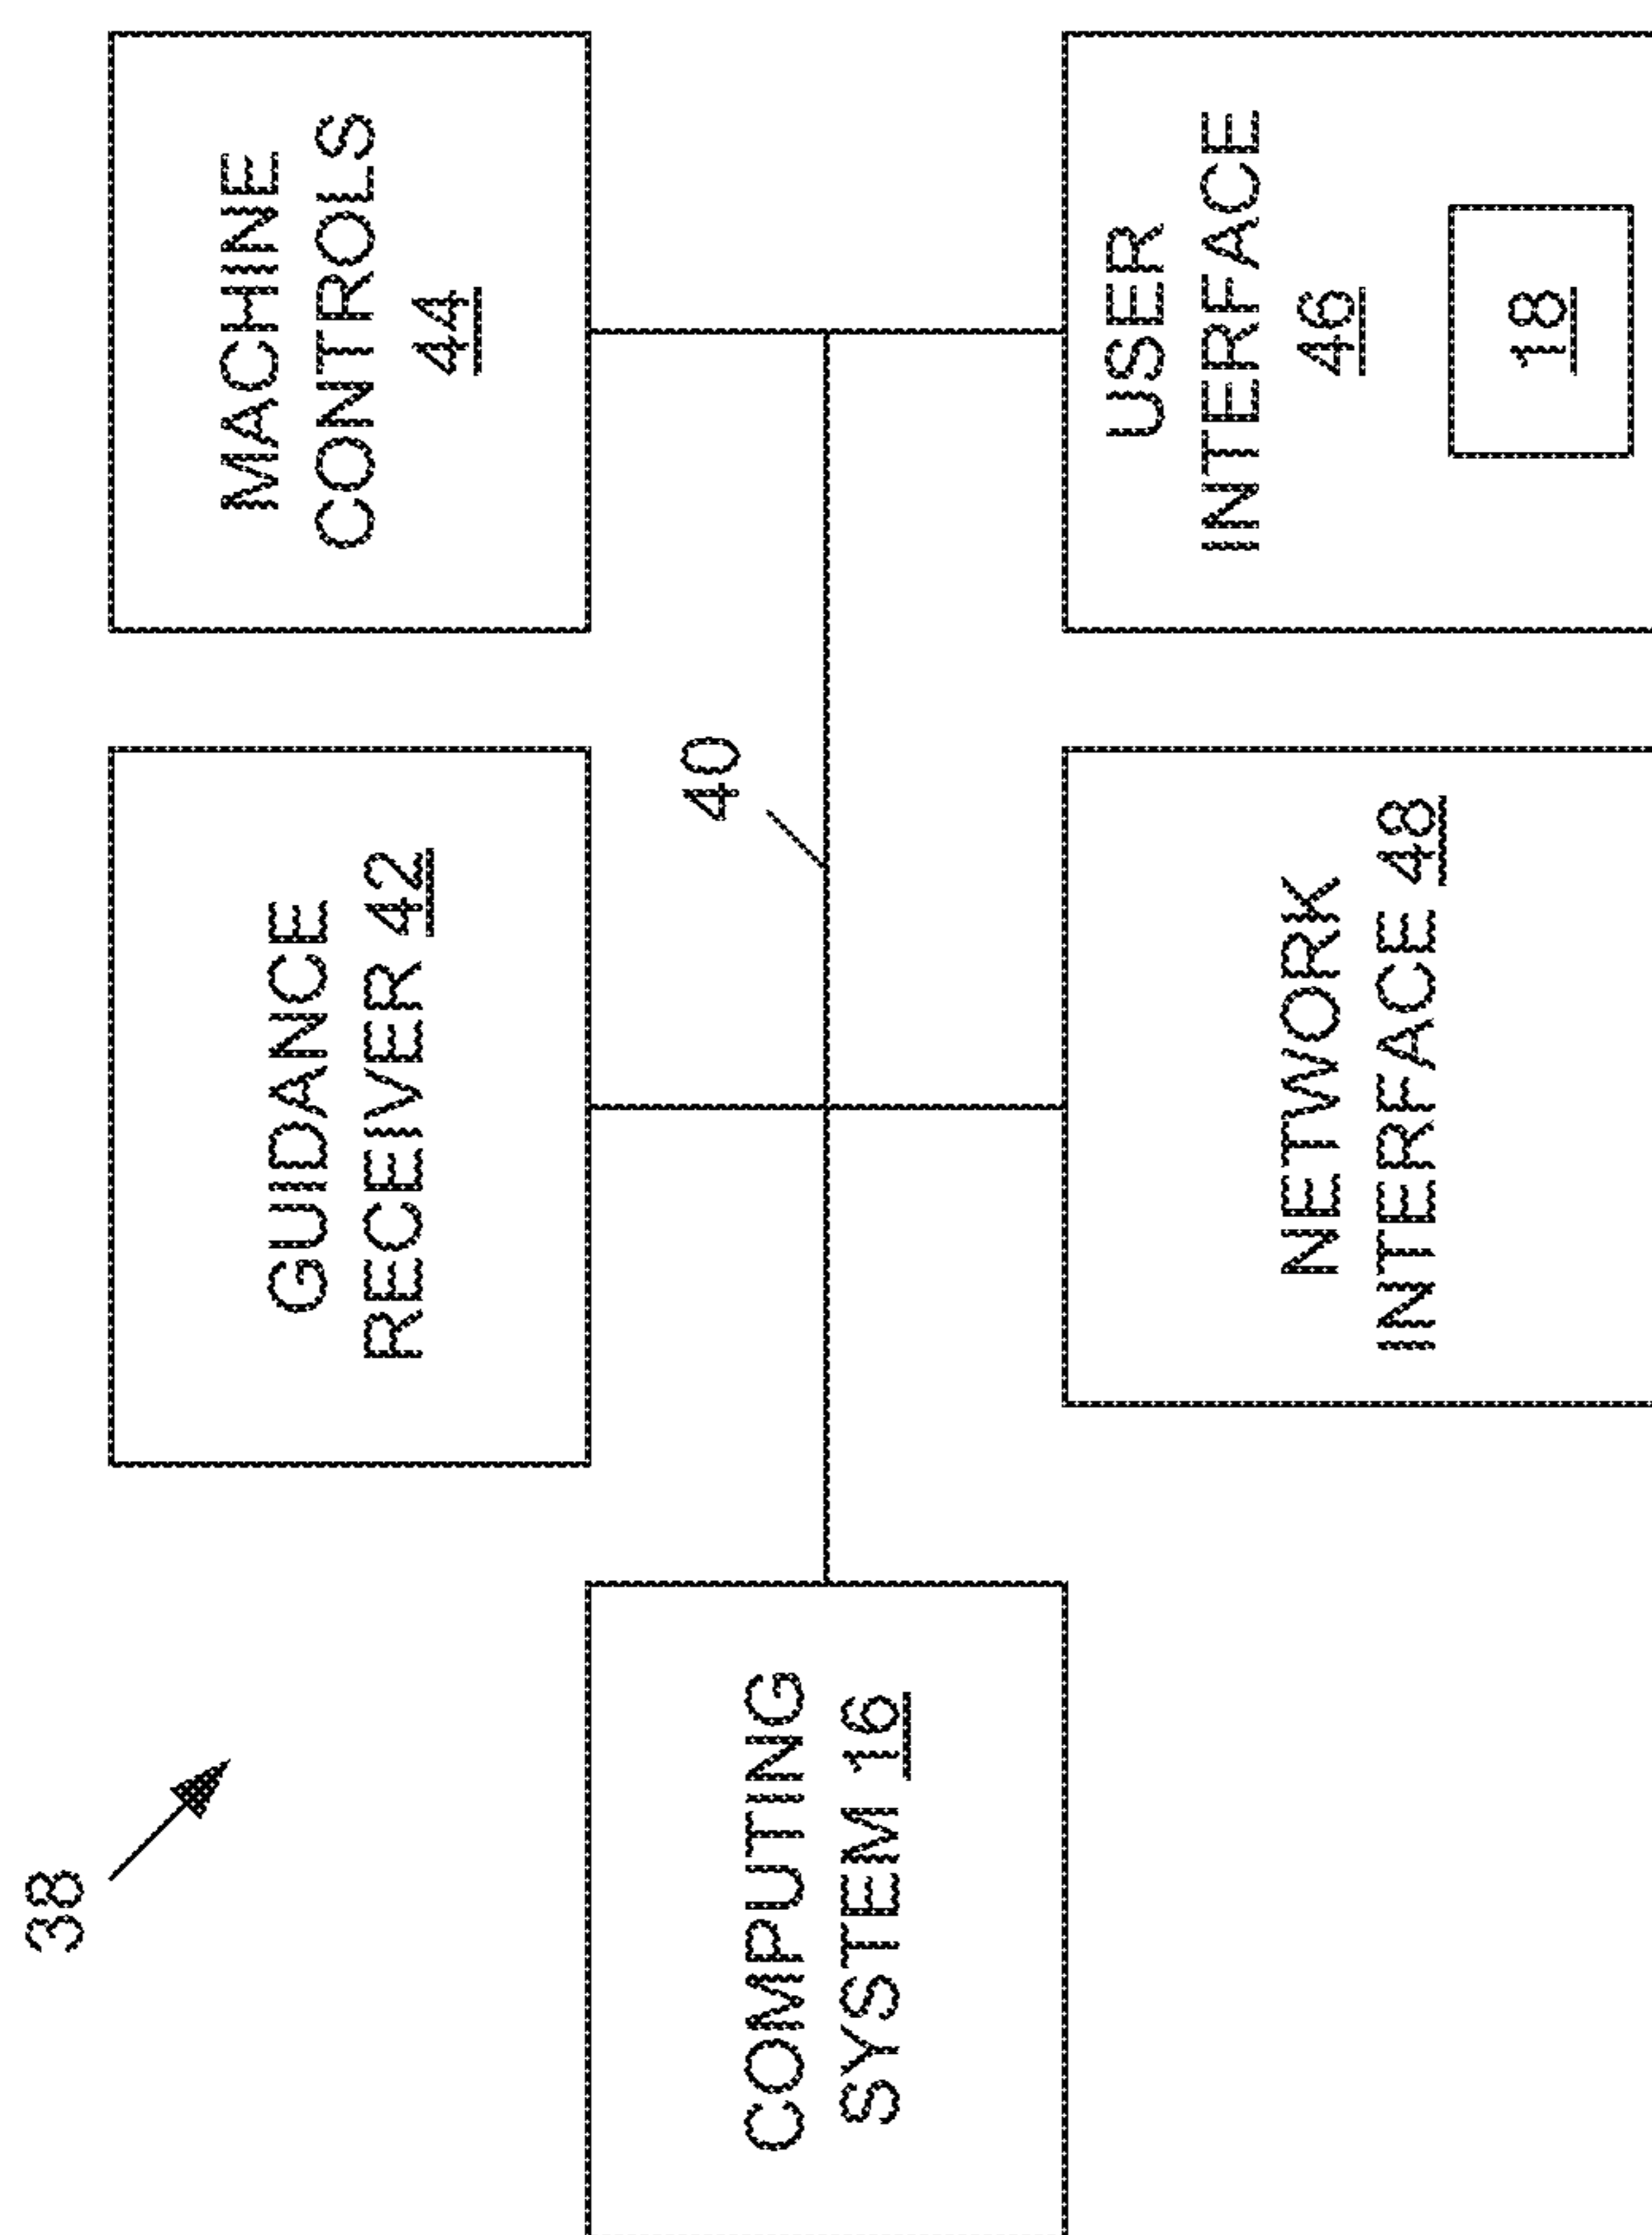 38
COMPUTING
SYSTEM 16
GUIDANCE
RECEIVER 42
MACHINE
CONTROLS
44
40
NETWORK
INTERFACE 48
USER
INTERFACE
46
18